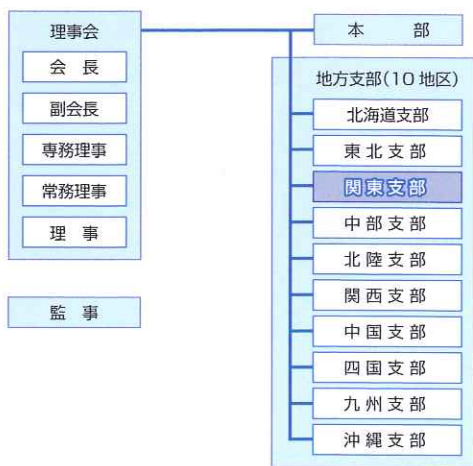 理事会
会長
副会長
専務理事
常務理事
理事
監事
本部
地方支部(10地区)
北海道支部
東北支部
関東支部
中部支部
北陸支部
関西支部
中国支部
四国支部
九州支部
沖縄支部